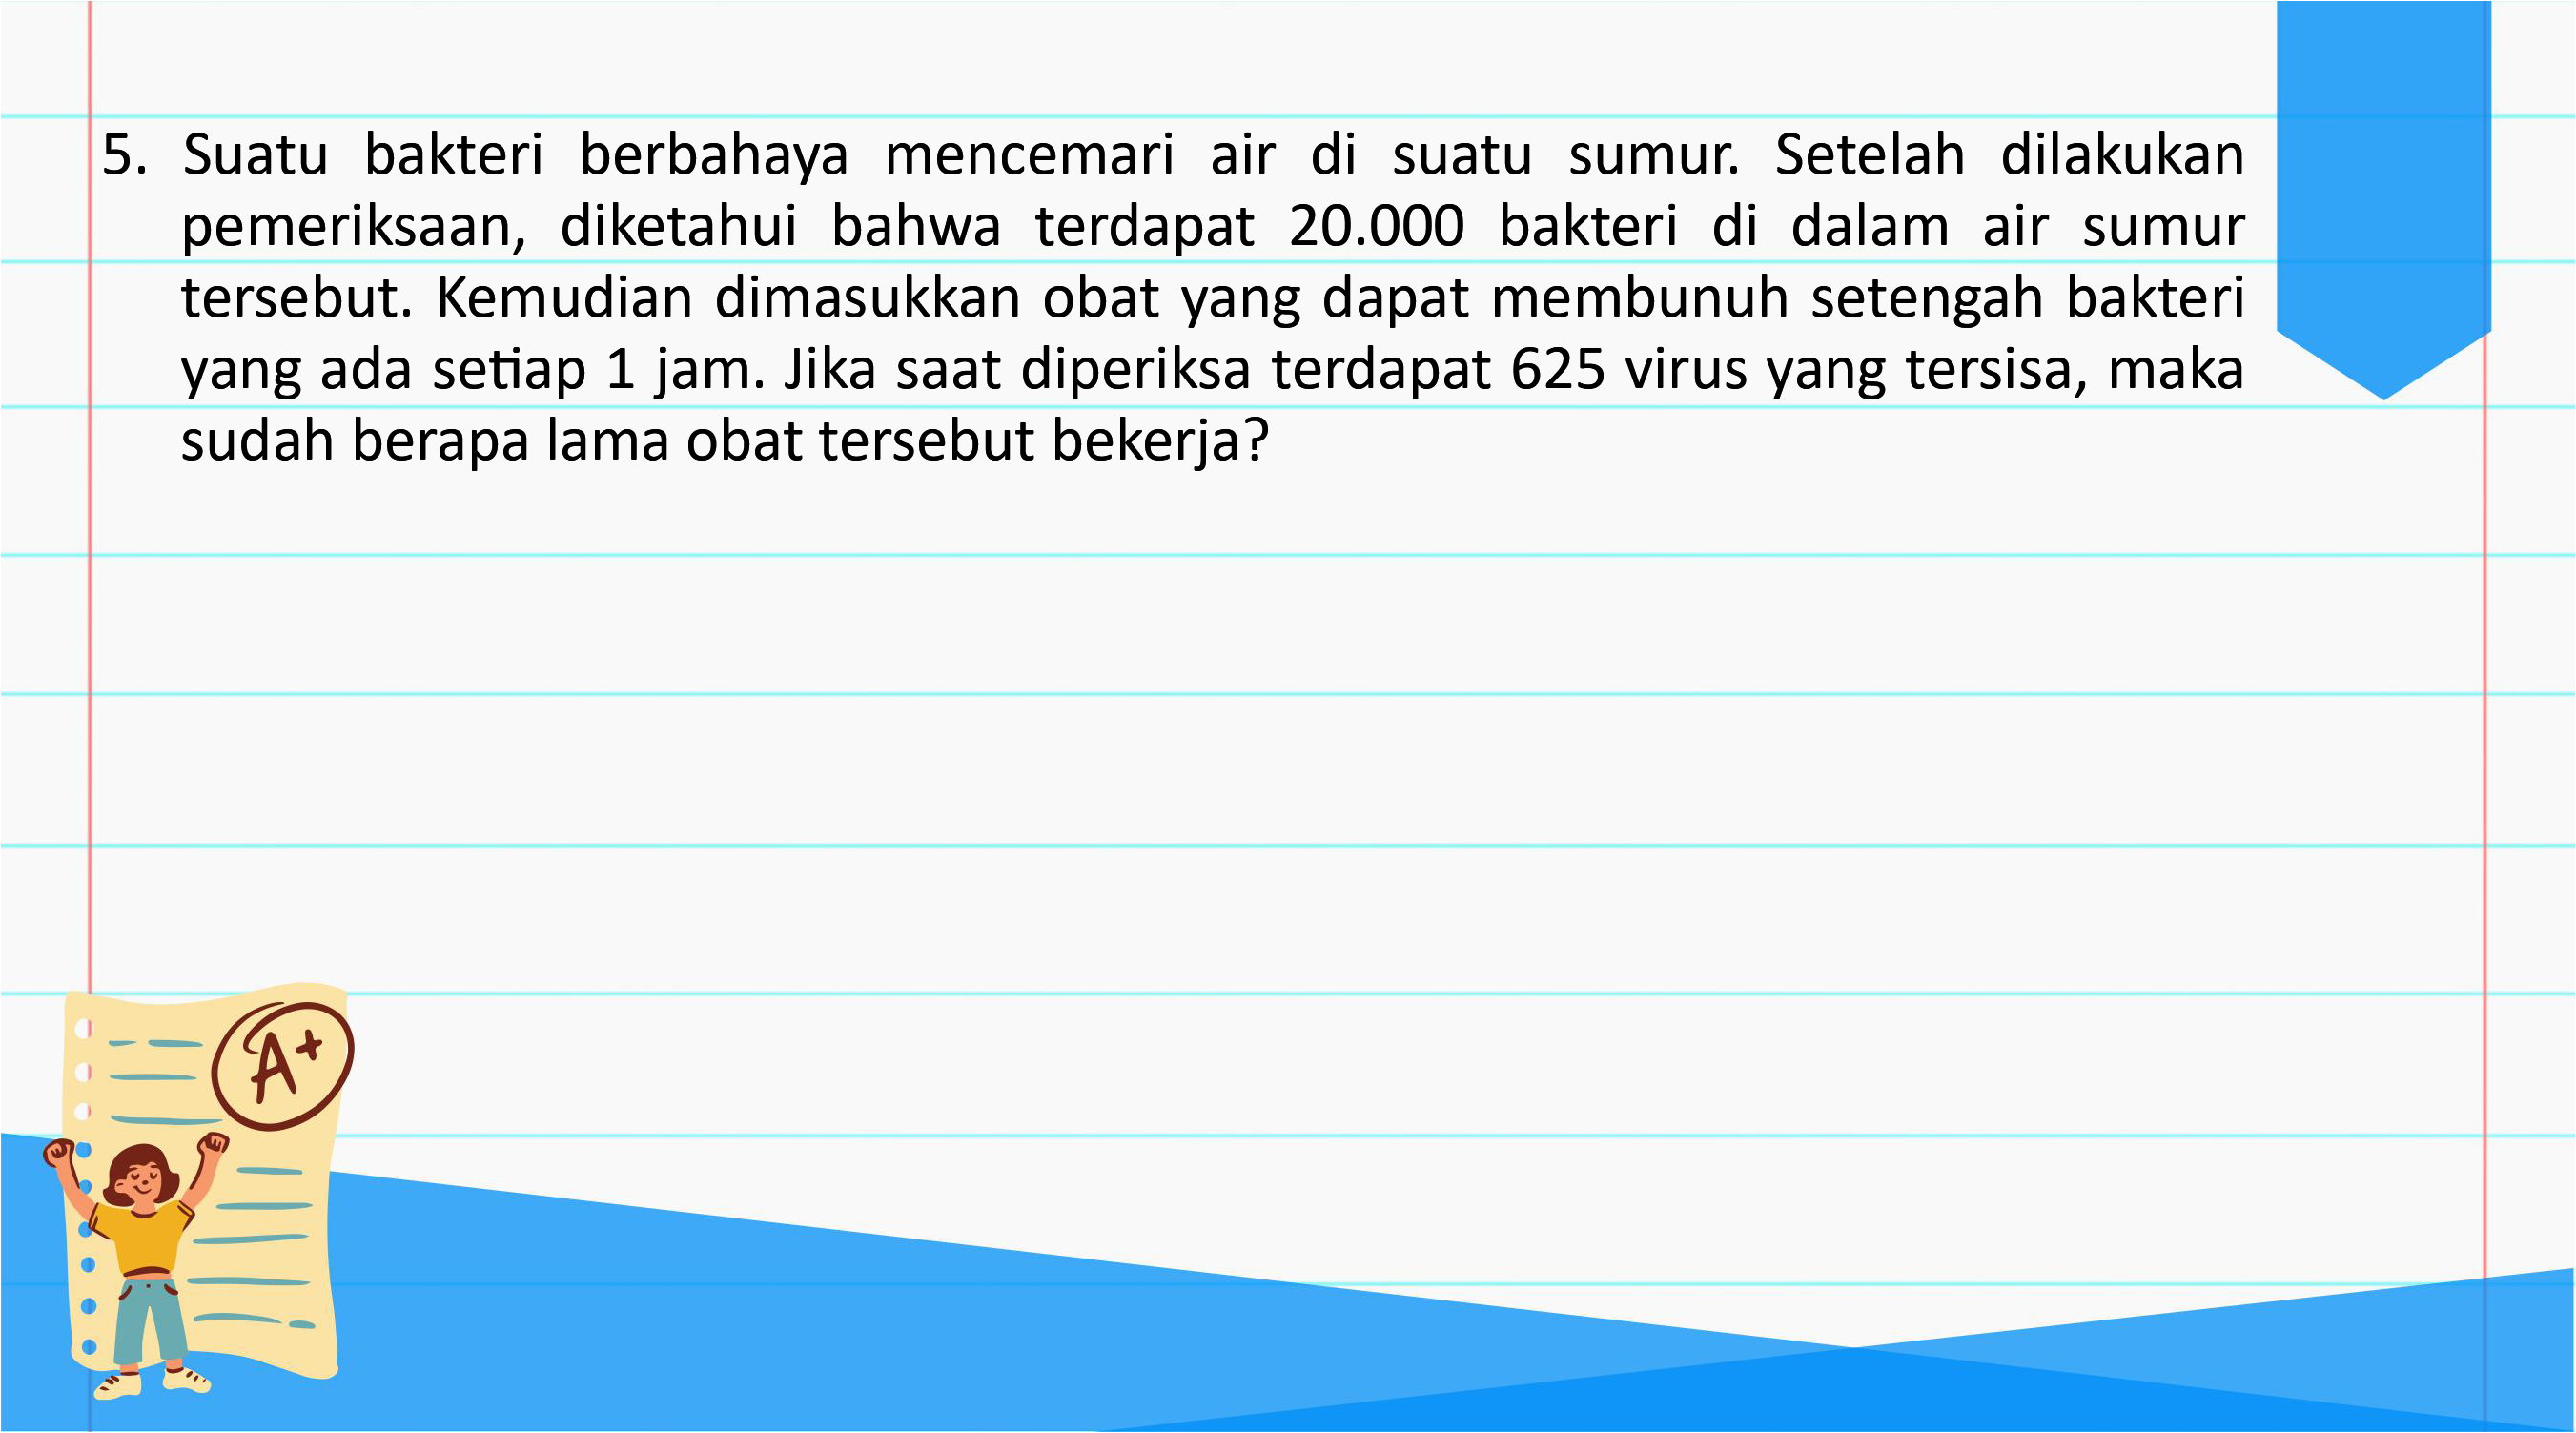 5. Suatu bakteri berbahaya mencemari air di suatu sumur. Setelah dilakukan
pemeriksaan, diketahui bahwa terdapat 20.000 bakteri di dalam air sumur
tersebut. Kemudian dimasukkan obat yang dapat membunuh setengah bakteri
yang ada setiap 1 jam. Jika saat diperiksa terdapat 625 virus yang tersisa, maka
sudah berapa lama obat tersebut bekerja?
A+